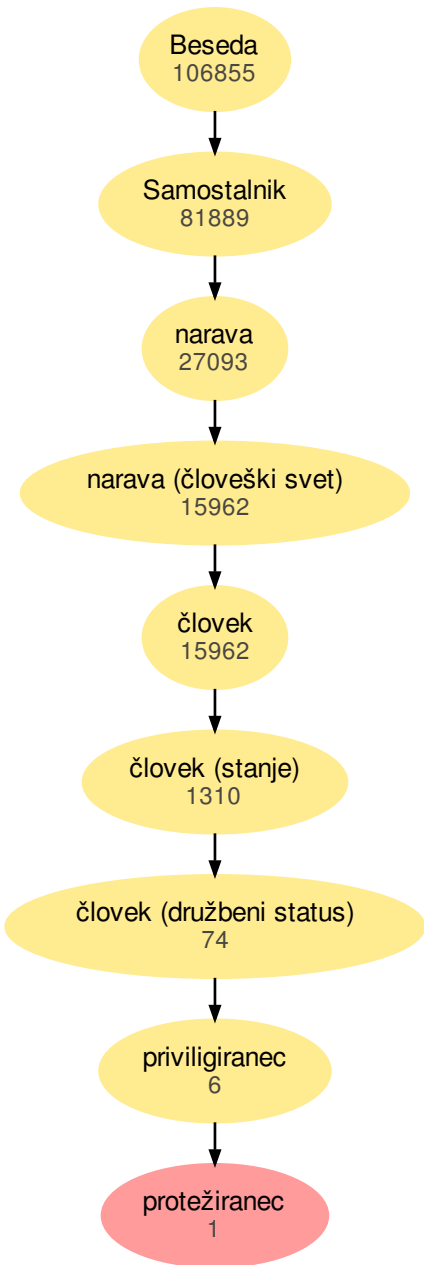 Beseda
106855
Samostalnik
81889
narava
27093
narava (človeški svet)
15962
človek
15962
človek (stanje)
1310
človek (družbeni status)
74
priviligiranec
6
protežiranec
1